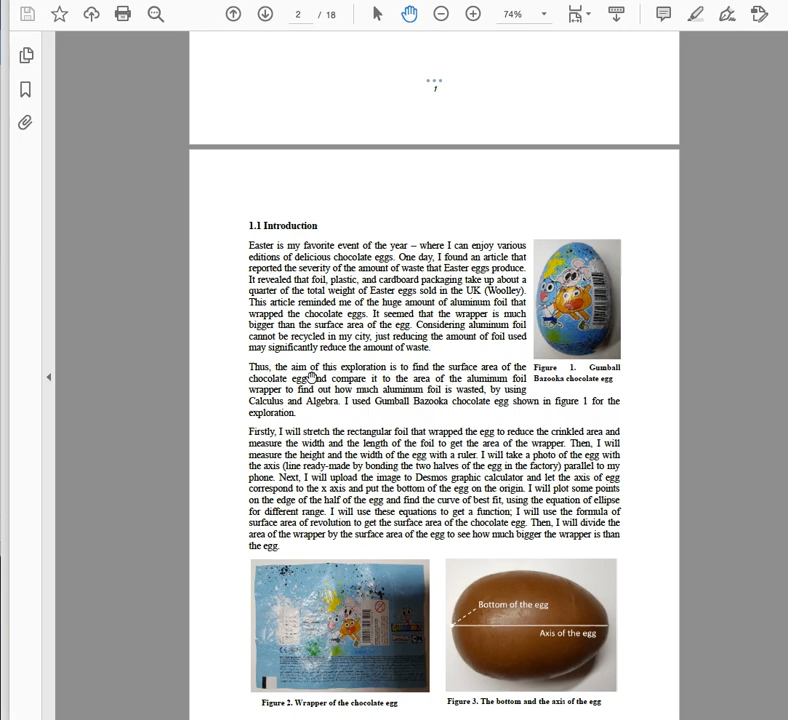 2 / 18
74%
1
1.1 Introduction
Easter is my favorite event of the year – where I can enjoy various
editions of delicious chocolate eggs. One day, I found an article that
reported the severity of the amount of waste that Easter eggs produce.
It revealed that foil, plastic, and cardboard packaging take up about a
quarter of the total weight of Easter eggs sold in the UK (Woolley).
This article reminded me of the huge amount of aluminum foil that
wrapped the chocolate eggs. It seemed that the wrapper is much
bigger than the surface area of the egg. Considering aluminum foil
cannot be recycled in my city, just reducing the amount of foil used
may significantly reduce the amount of waste.
Figure 1. Gumball
Bazooka chocolate egg
Thus, the aim of this exploration is to find the surface area of the
chocolate egg and compare it to the area of the aluminum foil
wrapper to find out how much aluminum foil is wasted, by using
Calculus and Algebra. I used Gumball Bazooka chocolate egg shown in figure 1 for the
exploration.
Firstly, I will stretch the rectangular foil that wrapped the egg to reduce the crinkled area and
measure the width and the length of the foil to get the area of the wrapper. Then, I will
measure the height and the width of the egg with a ruler. I will take a photo of the egg with
the axis (line ready-made by bonding the two halves of the egg in the factory) parallel to my
phone. Next, I will upload the image to Desmos graphic calculator and let the axis of egg
correspond to the x axis and put the bottom of the egg on the origin. I will plot some points
on the edge of the half of the egg and find the curve of best fit, using the equation of ellipse
for different range. I will use these equations to get a function; I will use the formula of
surface area of revolution to get the surface area of the chocolate egg. Then, I will divide the
area of the wrapper by the surface area of the egg to see how much bigger the wrapper is than
the egg.
Bottom of the egg
Axis of the egg
Figure 2. Wrapper of the chocolate egg
Figure 3. The bottom and the axis of the egg